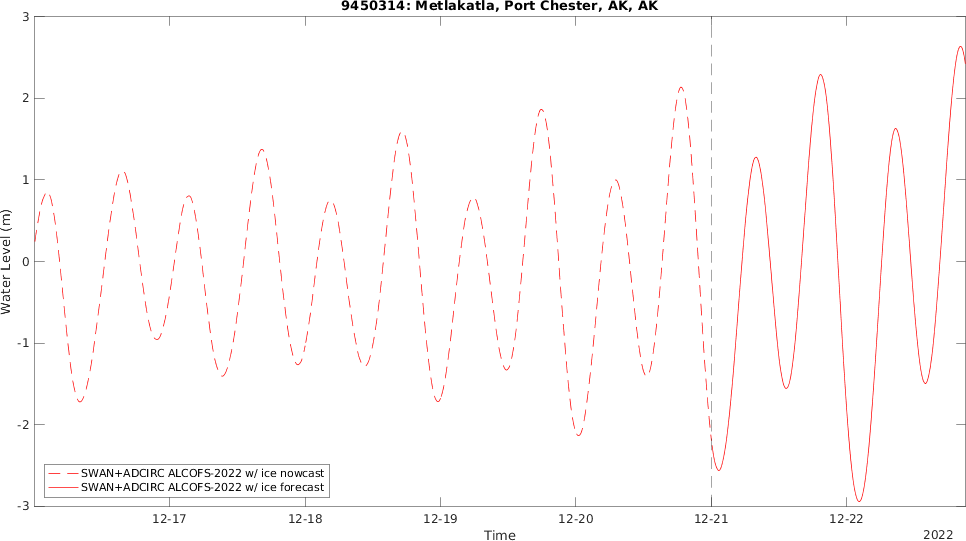 9450314: Metlakatla, Port Chester, AK, AK
3
2
1
0
-1
-2
-3
Water Level (m)
SWAN+ADCIRC ALCOFS-2022 w/ ice nowcast
SWAN+ADCIRC ALCOFS-2022 w/ ice forecast
12-17 12-18 12-19 12-20 12-21 12-22
Time
2022